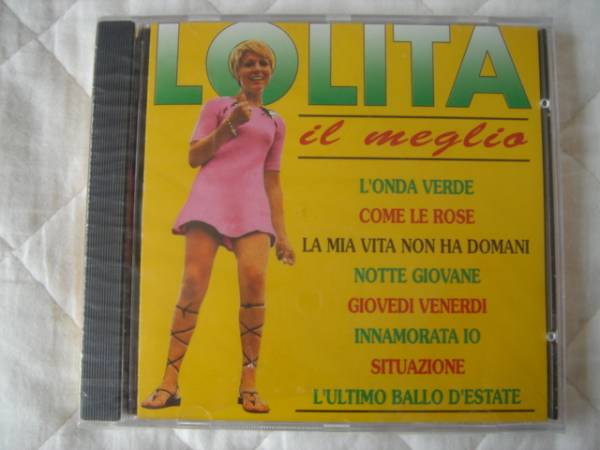 LOLITA
il meglio
L'ONDA VERDE
COME LE ROSE
LA MIA VITA NON HA DOMANI
NOTTE GIOVANE
GIOVEDI VENERDI
INNAMORATA IO
SITUAZIONE
L'ULTIMO BALLO D'ESTATE